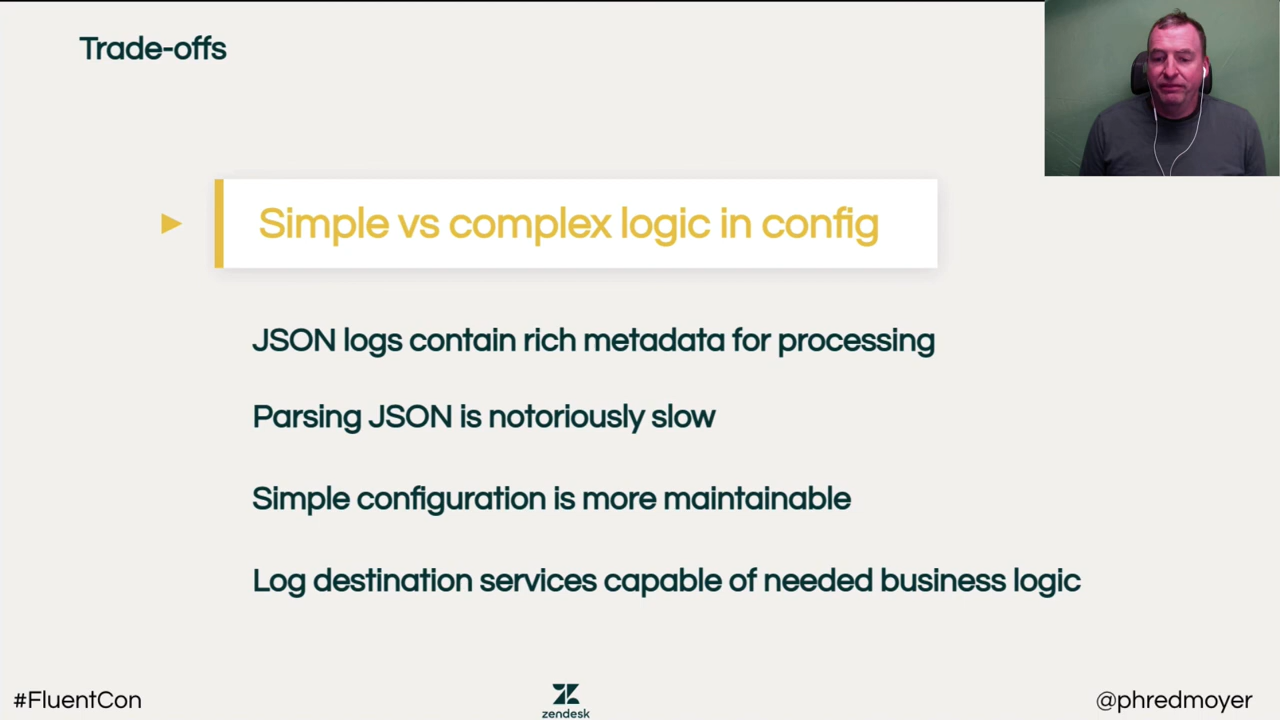 Trade-offs
Simple vs complex logic in config
JSON logs contain rich metadata for processing
Parsing JSON is notoriously slow
Simple configuration is more maintainable
Log destination services capable of needed business logic
#FluentCon
zendesk
@phredmoyer